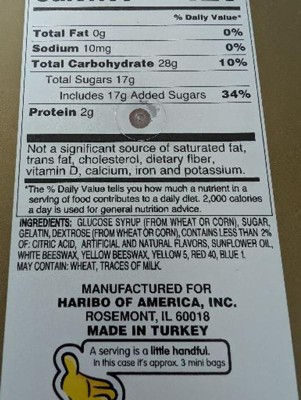 % Daily Value*
Total Fat 0g 0%
Sodium 10mg 0%
Total Carbohydrate 28g 10%
Total Sugars 17g
Includes 17g Added Sugars 34%
Protein 2g
Not a significant source of saturated fat,
trans fat, cholesterol, dietary fiber,
vitamin D, calcium, iron and potassium.
*The % Daily Value tells you how much a nutrient in a
serving of food contributes to a daily diet. 2,000 calories
a day is used for general nutrition advice.
INGREDIENTS: GLUCOSE SYRUP (FROM WHEAT OR CORN), SUGAR,
GELATIN, DEXTROSE (FROM WHEAT OR CORN), CONTAINS LESS THAN 2%
OF: CITRIC ACID, ARTIFICIAL AND NATURAL FLAVORS, SUNFLOWER OIL,
WHITE BEESWAX, YELLOW BEESWAX, YELLOW 5, RED 40, BLUE 1.
MAY CONTAIN: WHEAT, TRACES OF MILK.
MANUFACTURED FOR
HARIBO OF AMERICA, INC.
ROSEMONT, IL 60018
MADE IN TURKEY
A serving is a little handful.
In this case it's approx. 3 mini bags